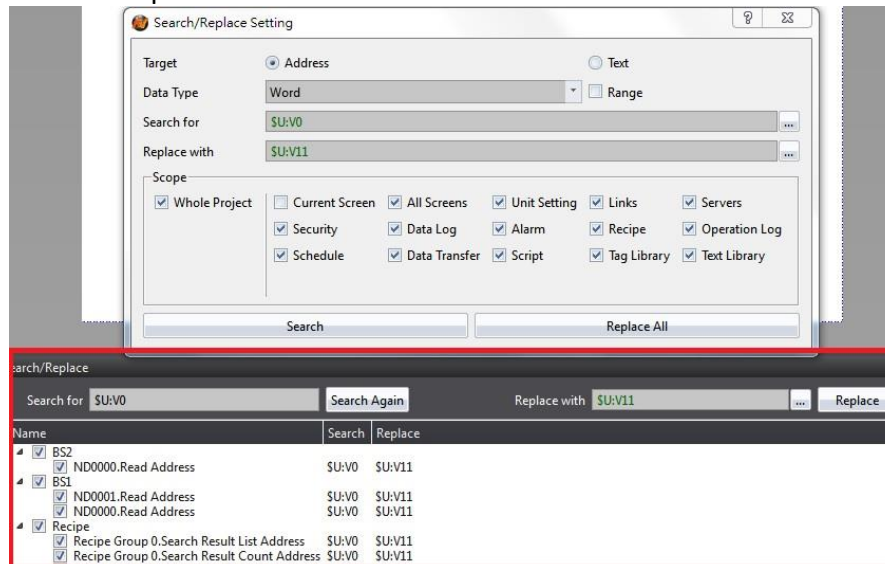 Search/Replace Setting
Target Address Text
Data Type Word Range
Search for $U:V0 ...
Replace with $U:V11 ...
Scope
Whole Project Current Screen All Screens Unit Setting Links Servers
Security Data Log Alarm Recipe Operation Log
Schedule Data Transfer Script Tag Library Text Library
Search Replace All
earch/Replace
Search for $U:V0 Search Again Replace with $U:V11 ... Replace
Name Search Replace
BS2
ND0000.Read Address $U:V0 $U:V11
BS1
ND0001.Read Address $U:V0 $U:V11
ND0000.Read Address $U:V0 $U:V11
Recipe
Recipe Group 0.Search Result List Address $U:V0 $U:V11
Recipe Group 0.Search Result Count Address $U:V0 $U:V11